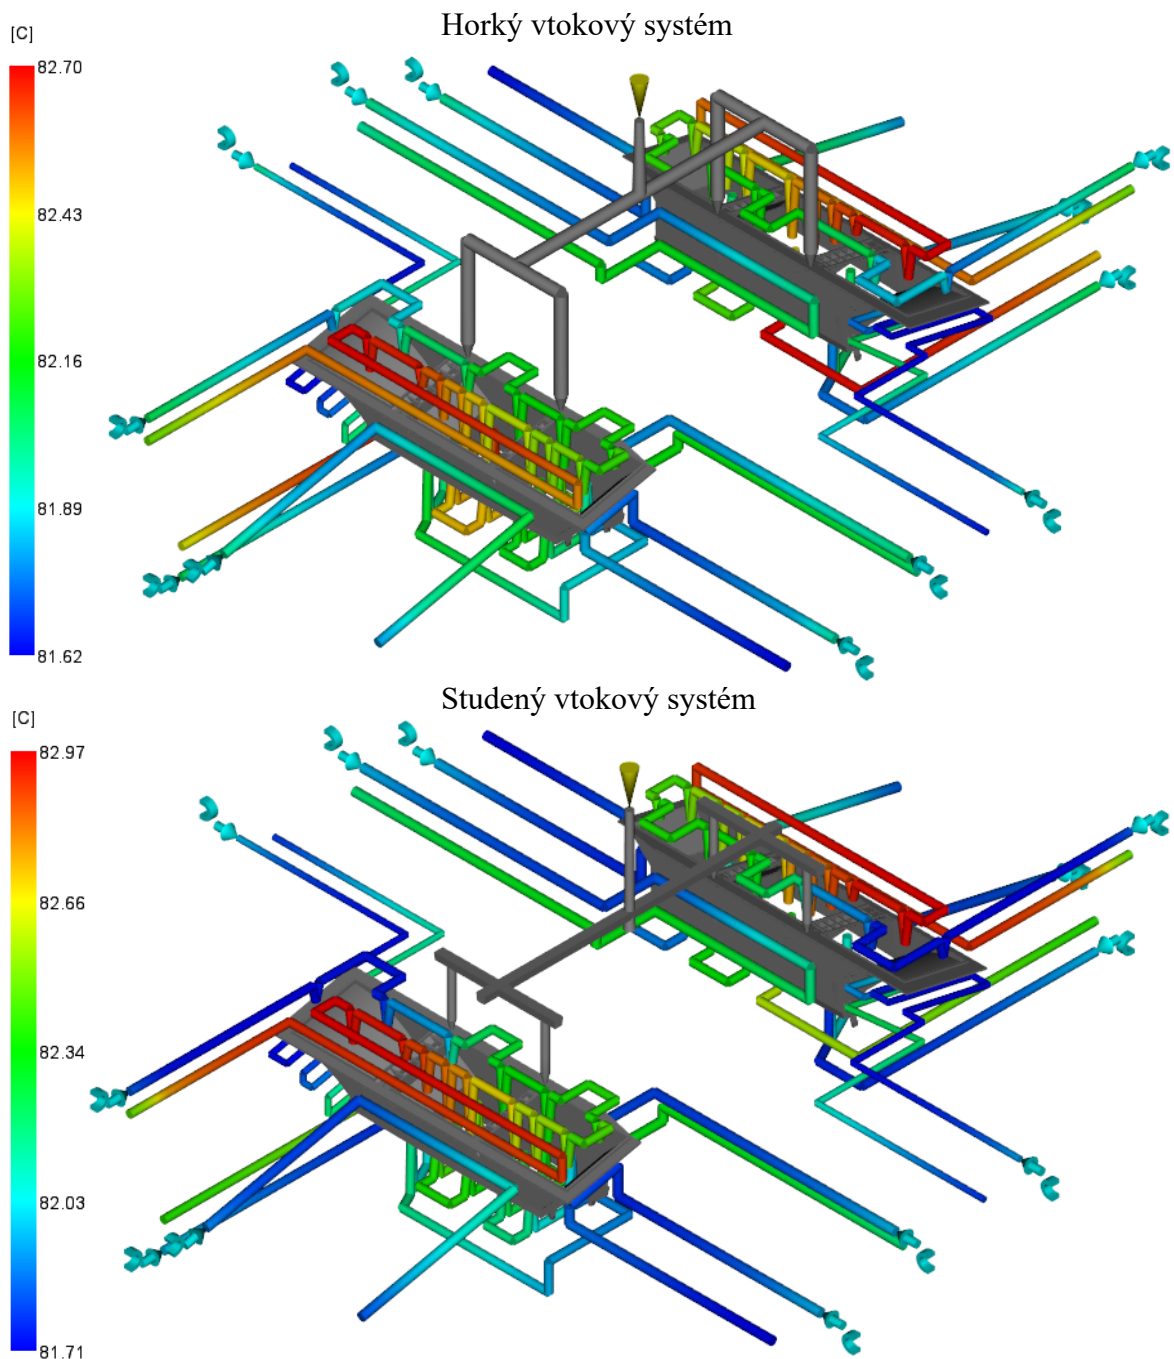 Horký vtokový systém
[C]
82.70
82.43
82.16
81.89
81.62
Studený vtokový systém
[C]
82.97
82.66
82.34
82.03
81.71